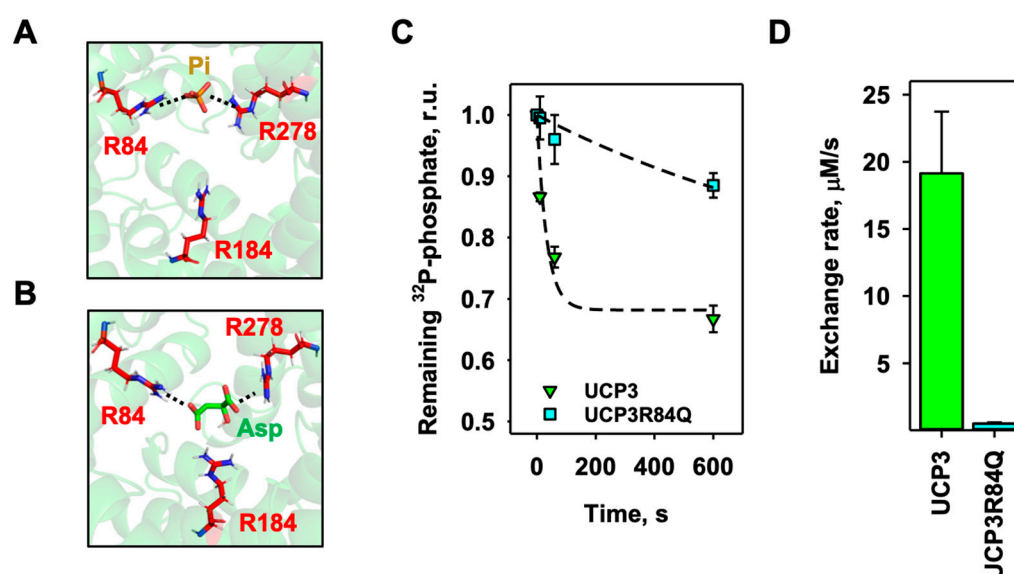 A
Pi
R84
R278
R184
B
R278
R84
Asp
R184
C
Remaining ³²P-phosphate, r.u.
1.0
0.9
0.8
0.7
0.6
0.5
UCP3
UCP3R84Q
0 200 400 600
Time, s
D
Exchange rate, µM/s
25
20
15
10
5
UCP3
UCP3R84Q